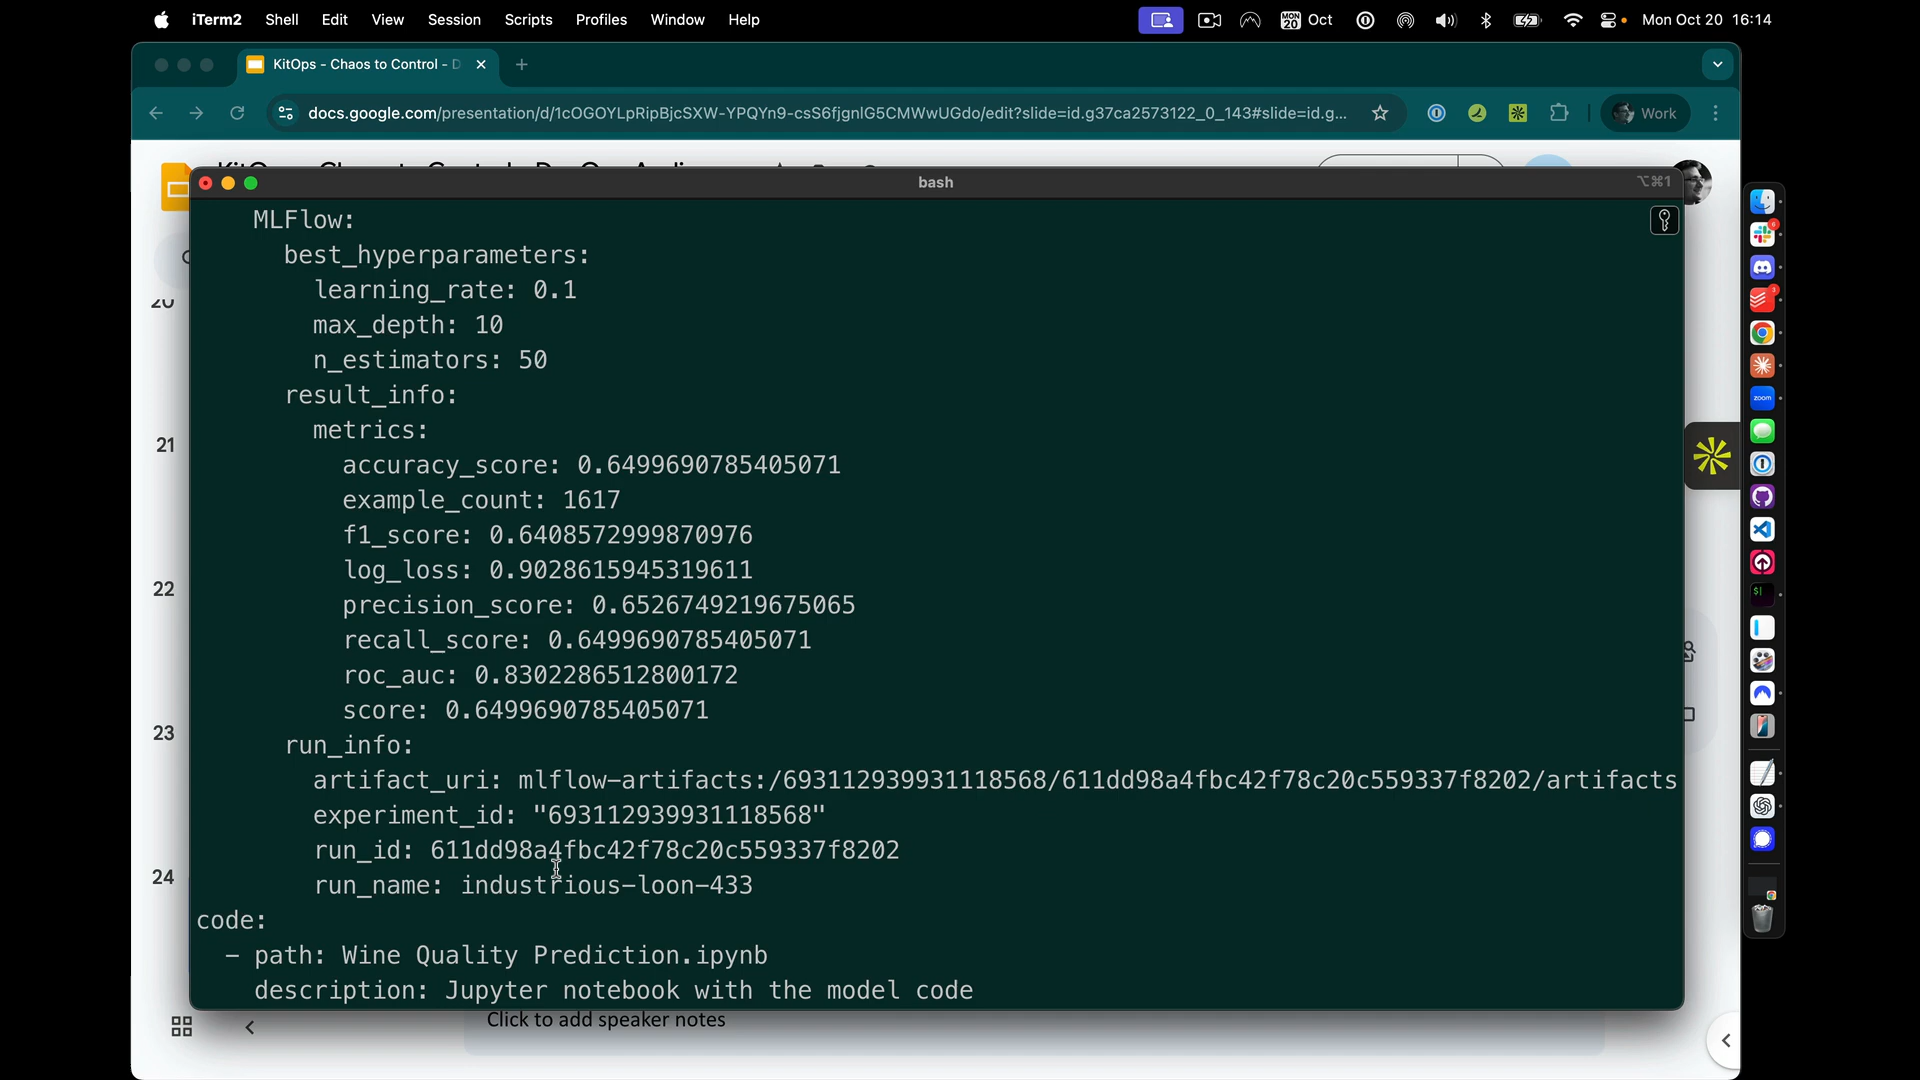 iTerm2 Shell Edit View Session Scripts Profiles Window Help
MON 20 Oct Mon Oct 20 16:14
KitOps - Chaos to Control - D
docs.google.com/presentation/d/1cOGOYLpRipBjcSXW-YPQYn9-csS6fjgnlG5CMWwUGdo/edit?slide=id.g37ca2573122_0_143#slide=id.g...
Work
bash
⌥⌘1
MLFlow:
best_hyperparameters:
learning_rate: 0.1
max_depth: 10
n_estimators: 50
result_info:
metrics:
accuracy_score: 0.6499690785405071
example_count: 1617
f1_score: 0.6408572999870976
log_loss: 0.9028615945319611
precision_score: 0.6526749219675065
recall_score: 0.6499690785405071
roc_auc: 0.8302286512800172
score: 0.6499690785405071
run_info:
artifact_uri: mlflow-artifacts:/693112939931118568/611dd98a4fbc42f78c20c559337f8202/artifacts
experiment_id: "693112939931118568"
run_id: 611dd98a4fbc42f78c20c559337f8202
run_name: industrious-loon-433
code:
- path: Wine Quality Prediction.ipynb
description: Jupyter notebook with the model code
20
21
22
23
24
Click to add speaker notes
zoom